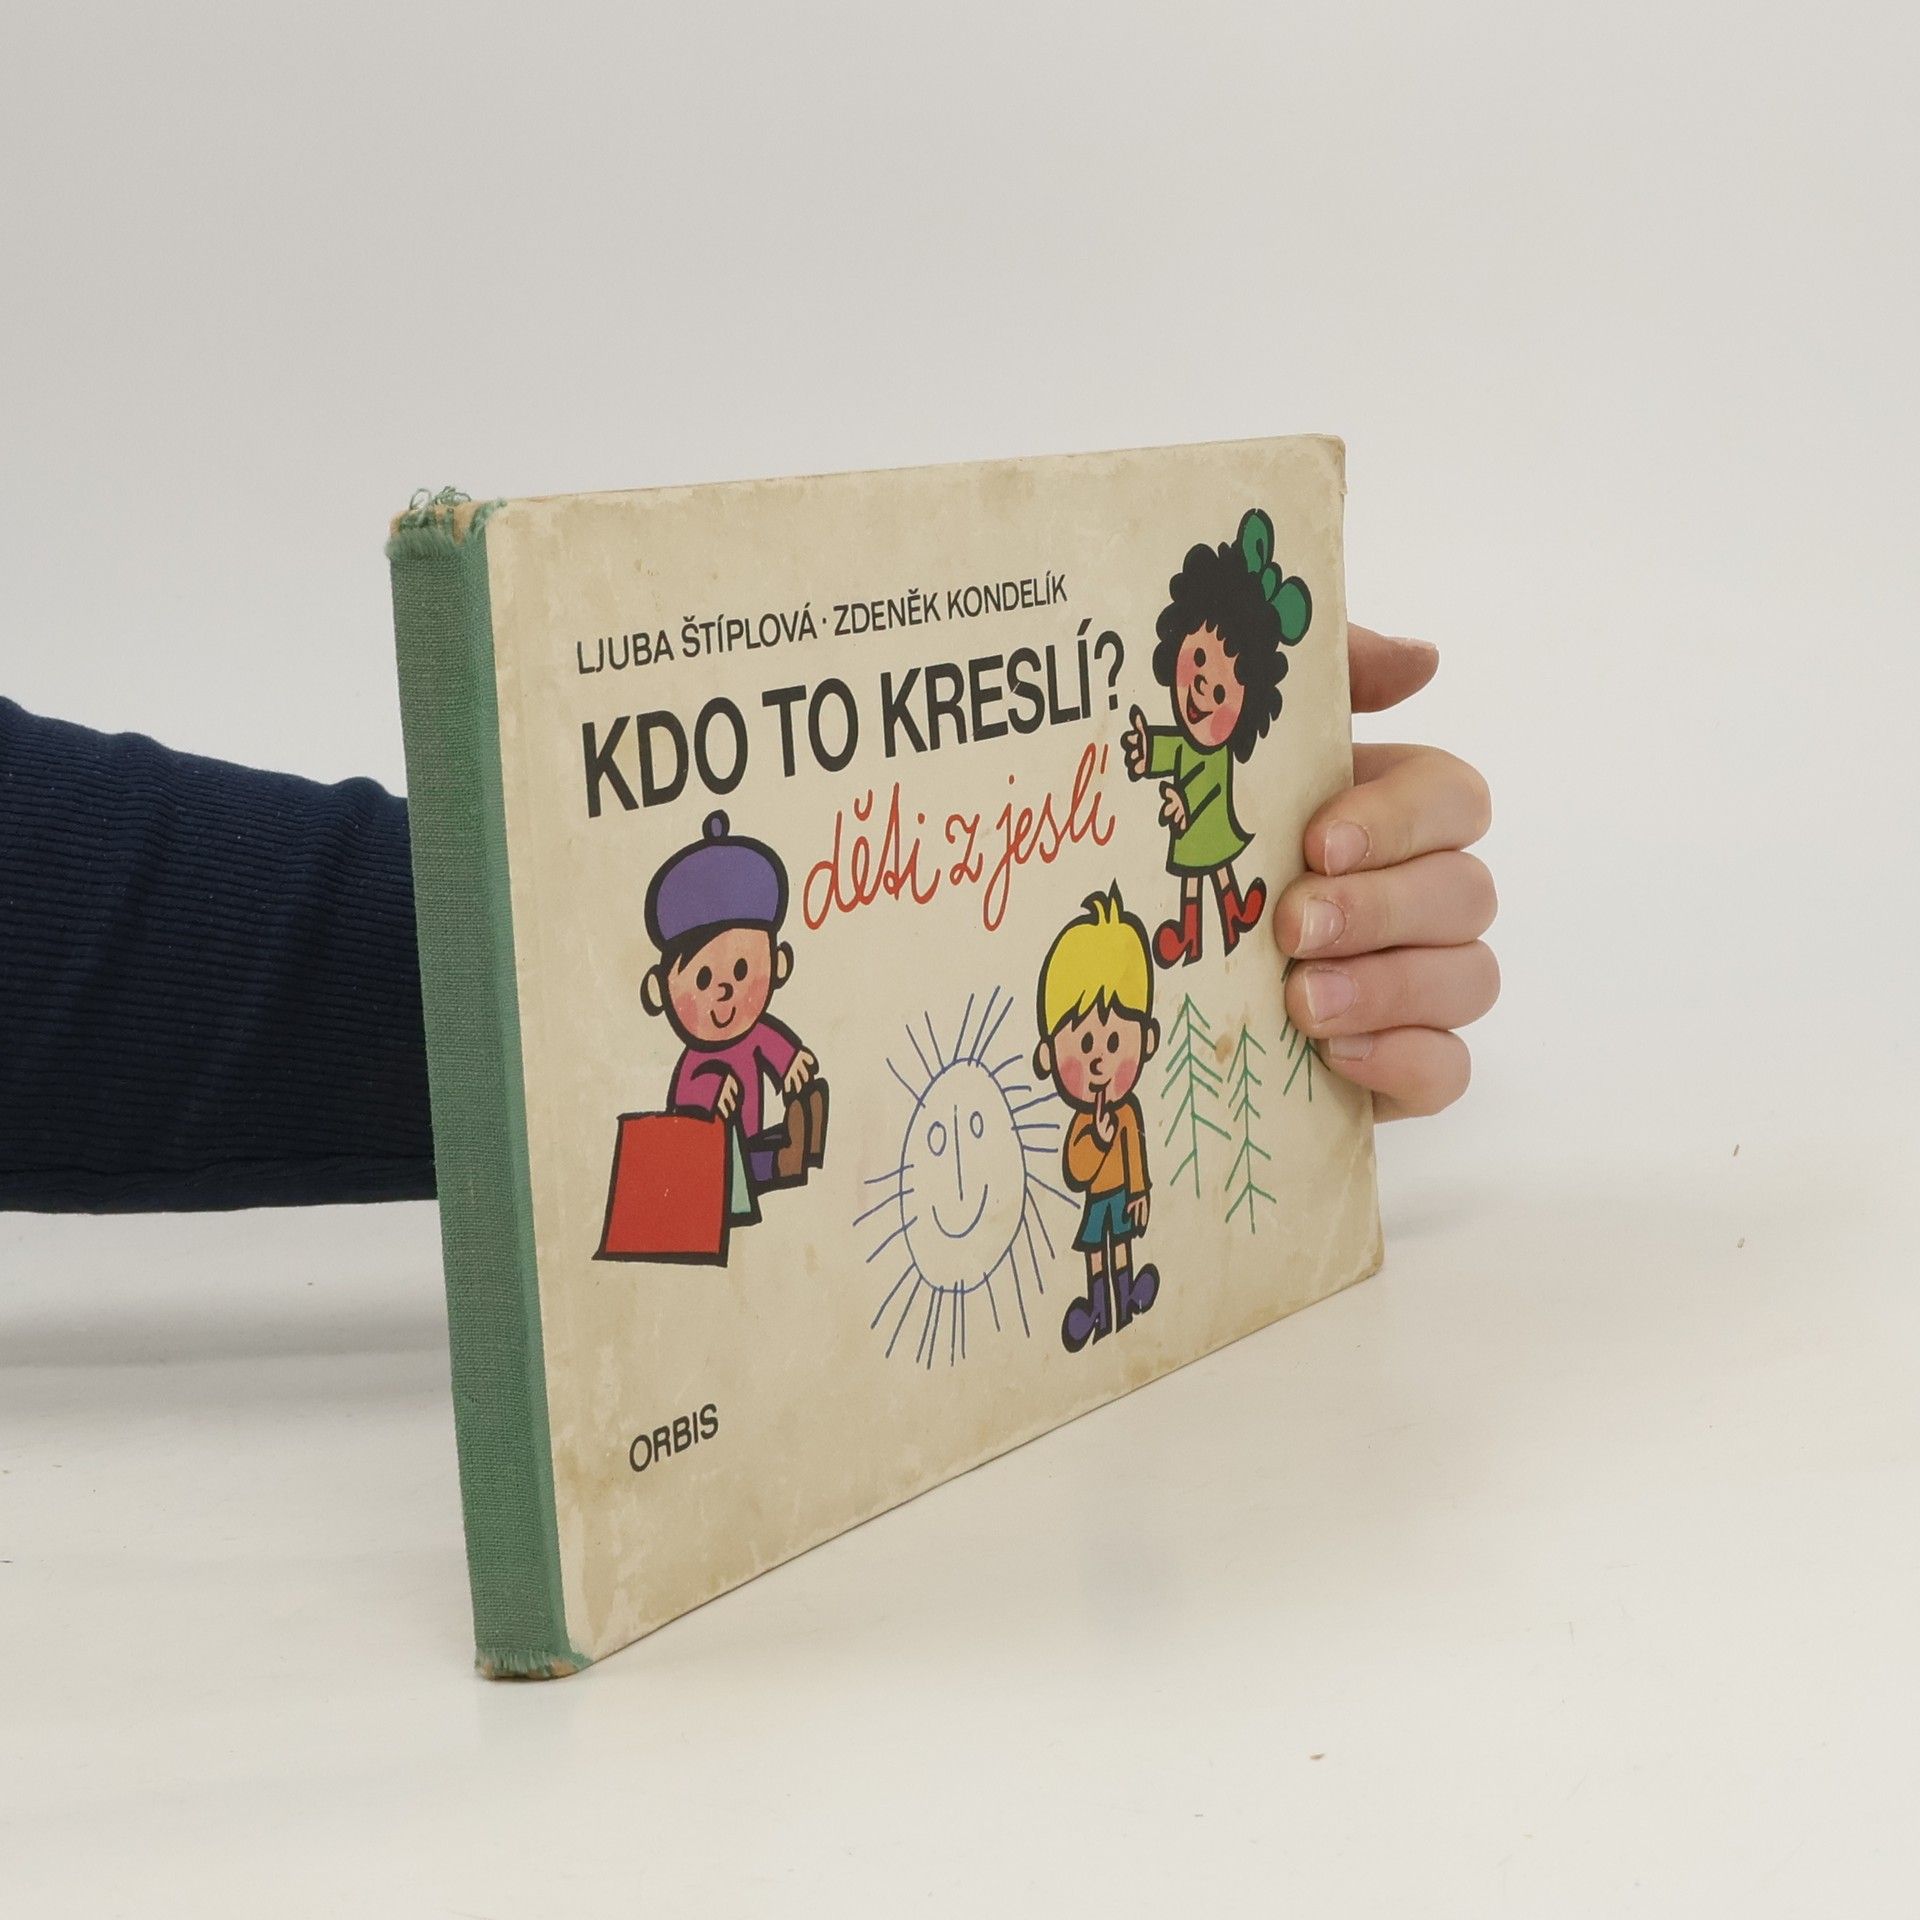 LJUBA ŠTÍPLOVÁ · ZDENĚK KONDELÍK
KDO TO KRESLÍ?
děti z jeslí
ORBIS